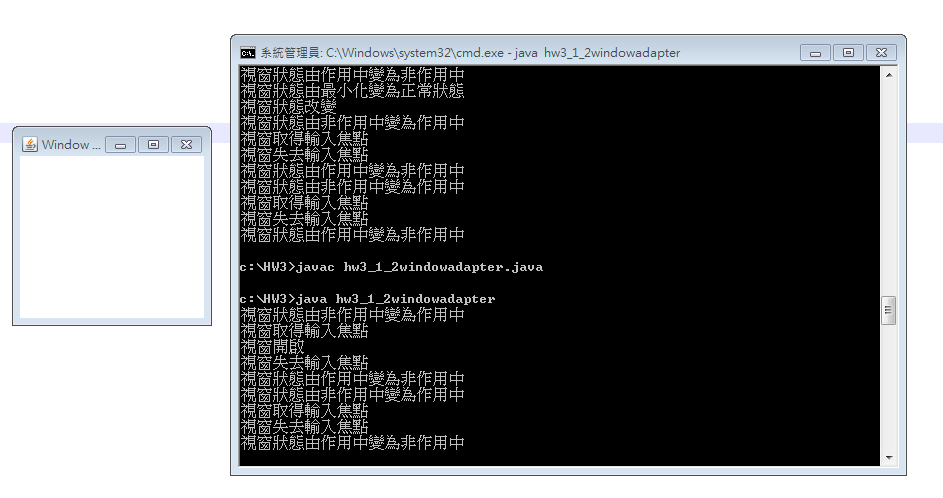 系統管理員: C:\Windows\system32\cmd.exe - java  hw3_1_2windowadapter
視窗狀態由作用中變為非作用中
視窗狀態由最小化變為正常狀態
視窗狀態改變
視窗狀態由非作用中變為作用中
視窗取得輸入焦點
視窗失去輸入焦點
視窗狀態由作用中變為非作用中
視窗狀態由非作用中變為作用中
視窗取得輸入焦點
視窗失去輸入焦點
視窗狀態由作用中變為非作用中
c:\HW3>javac hw3_1_2windowadapter.java
c:\HW3>java hw3_1_2windowadapter
視窗狀態由非作用中變為作用中
視窗取得輸入焦點
視窗開啟
視窗失去輸入焦點
視窗狀態由作用中變為非作用中
視窗狀態由非作用中變為作用中
視窗取得輸入焦點
視窗失去輸入焦點
視窗狀態由作用中變為非作用中
Window ...